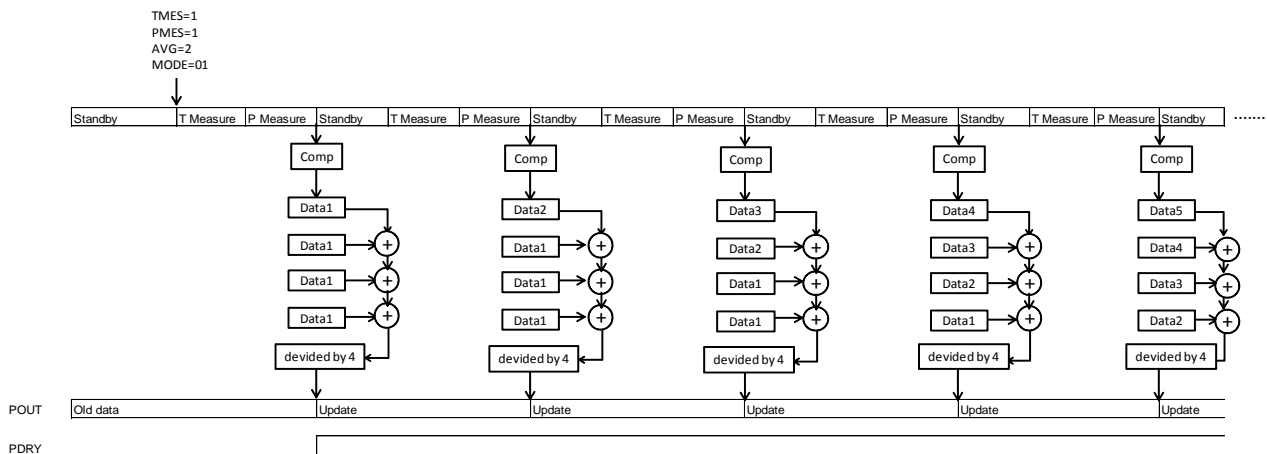 TMES=1
PMES=1
AVG=2
MODE=01
Standby T Measure P Measure Standby T Measure P Measure Standby T Measure P Measure Standby T Measure P Measure Standby T Measure P Measure Standby .......
Comp Comp Comp Comp Comp
Data1 Data2 Data3 Data4 Data5
Data1 + Data1 + Data2 + Data3 + Data4 +
Data1 + Data1 + Data1 + Data2 + Data3 +
Data1 + Data1 + Data1 + Data1 + Data2 +
devided by 4 devided by 4 devided by 4 devided by 4 devided by 4
POUT Old data Update Update Update Update Update
PDRY